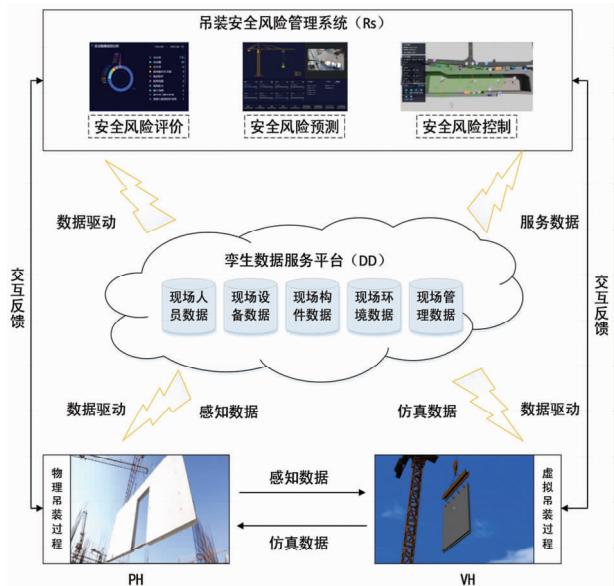 吊装安全风险管理系统（Rs）
安全风险评价
安全风险预测
安全风险控制
数据驱动
服务数据
孪生数据服务平台（DD）
现场人
员数据
现场设
备数据
现场构
件数据
现场环
境数据
现场管
理数据
交互反馈
交互反馈
数据驱动
感知数据
仿真数据
数据驱动
物理吊装过程
感知数据
仿真数据
虚拟吊装过程
PH
VH